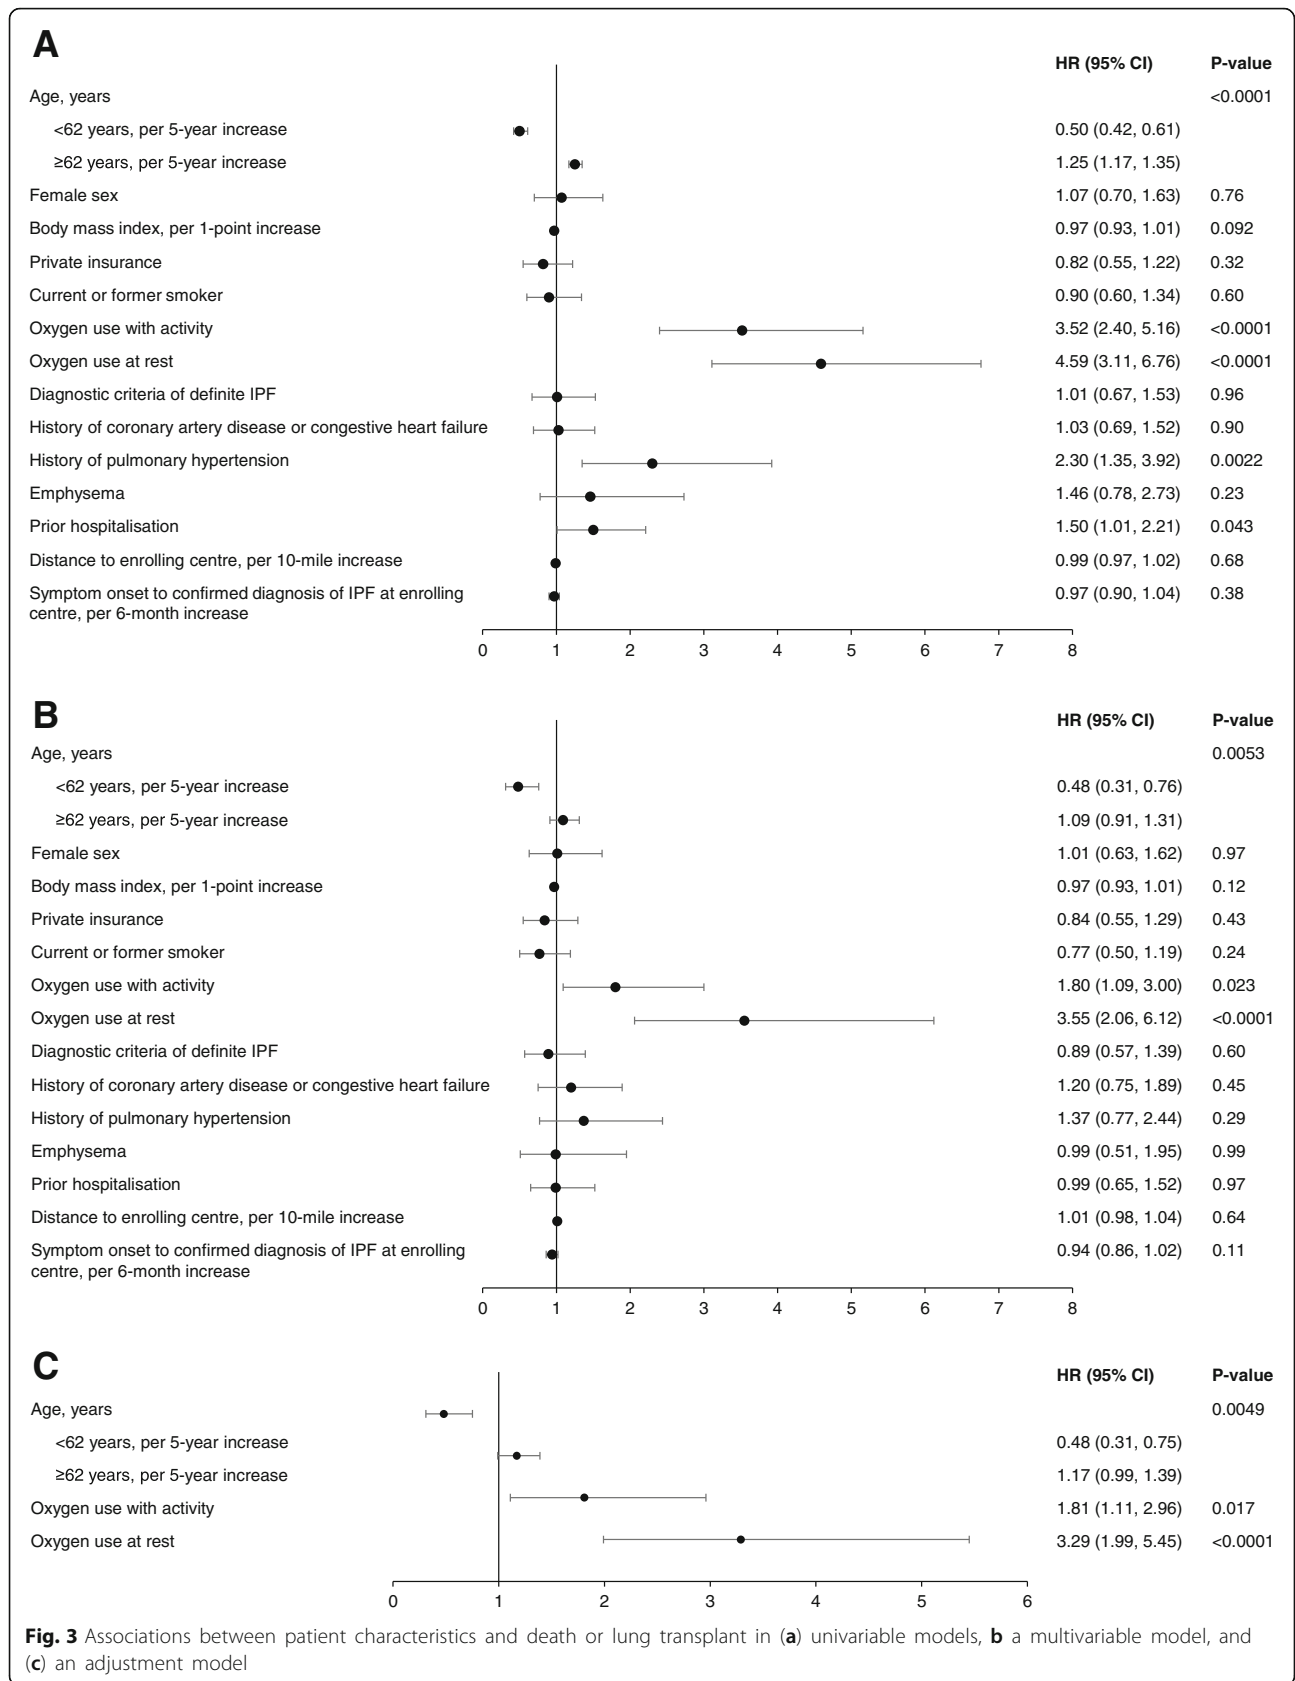 A
HR (95% CI) P-value
Age, years <0.0001
<62 years, per 5-year increase 0.50 (0.42, 0.61)
≥62 years, per 5-year increase 1.25 (1.17, 1.35)
Female sex 1.07 (0.70, 1.63) 0.76
Body mass index, per 1-point increase 0.97 (0.93, 1.01) 0.092
Private insurance 0.82 (0.55, 1.22) 0.32
Current or former smoker 0.90 (0.60, 1.34) 0.60
Oxygen use with activity 3.52 (2.40, 5.16) <0.0001
Oxygen use at rest 4.59 (3.11, 6.76) <0.0001
Diagnostic criteria of definite IPF 1.01 (0.67, 1.53) 0.96
History of coronary artery disease or congestive heart failure 1.03 (0.69, 1.52) 0.90
History of pulmonary hypertension 2.30 (1.35, 3.92) 0.0022
Emphysema 1.46 (0.78, 2.73) 0.23
Prior hospitalisation 1.50 (1.01, 2.21) 0.043
Distance to enrolling centre, per 10-mile increase 0.99 (0.97, 1.02) 0.68
Symptom onset to confirmed diagnosis of IPF at enrolling 0.97 (0.90, 1.04) 0.38
centre, per 6-month increase
0 1 2 3 4 5 6 7 8
B
HR (95% CI) P-value
Age, years 0.0053
<62 years, per 5-year increase 0.48 (0.31, 0.76)
≥62 years, per 5-year increase 1.09 (0.91, 1.31)
Female sex 1.01 (0.63, 1.62) 0.97
Body mass index, per 1-point increase 0.97 (0.93, 1.01) 0.12
Private insurance 0.84 (0.55, 1.29) 0.43
Current or former smoker 0.77 (0.50, 1.19) 0.24
Oxygen use with activity 1.80 (1.09, 3.00) 0.023
Oxygen use at rest 3.55 (2.06, 6.12) <0.0001
Diagnostic criteria of definite IPF 0.89 (0.57, 1.39) 0.60
History of coronary artery disease or congestive heart failure 1.20 (0.75, 1.89) 0.45
History of pulmonary hypertension 1.37 (0.77, 2.44) 0.29
Emphysema 0.99 (0.51, 1.95) 0.99
Prior hospitalisation 0.99 (0.65, 1.52) 0.97
Distance to enrolling centre, per 10-mile increase 1.01 (0.98, 1.04) 0.64
Symptom onset to confirmed diagnosis of IPF at enrolling 0.94 (0.86, 1.02) 0.11
centre, per 6-month increase
0 1 2 3 4 5 6 7 8
C
HR (95% CI) P-value
Age, years 0.0049
<62 years, per 5-year increase 0.48 (0.31, 0.75)
≥62 years, per 5-year increase 1.17 (0.99, 1.39)
Oxygen use with activity 1.81 (1.11, 2.96) 0.017
Oxygen use at rest 3.29 (1.99, 5.45) <0.0001
0 1 2 3 4 5 6
Fig. 3 Associations between patient characteristics and death or lung transplant in (a) univariable models, b a multivariable model, and
(c) an adjustment model